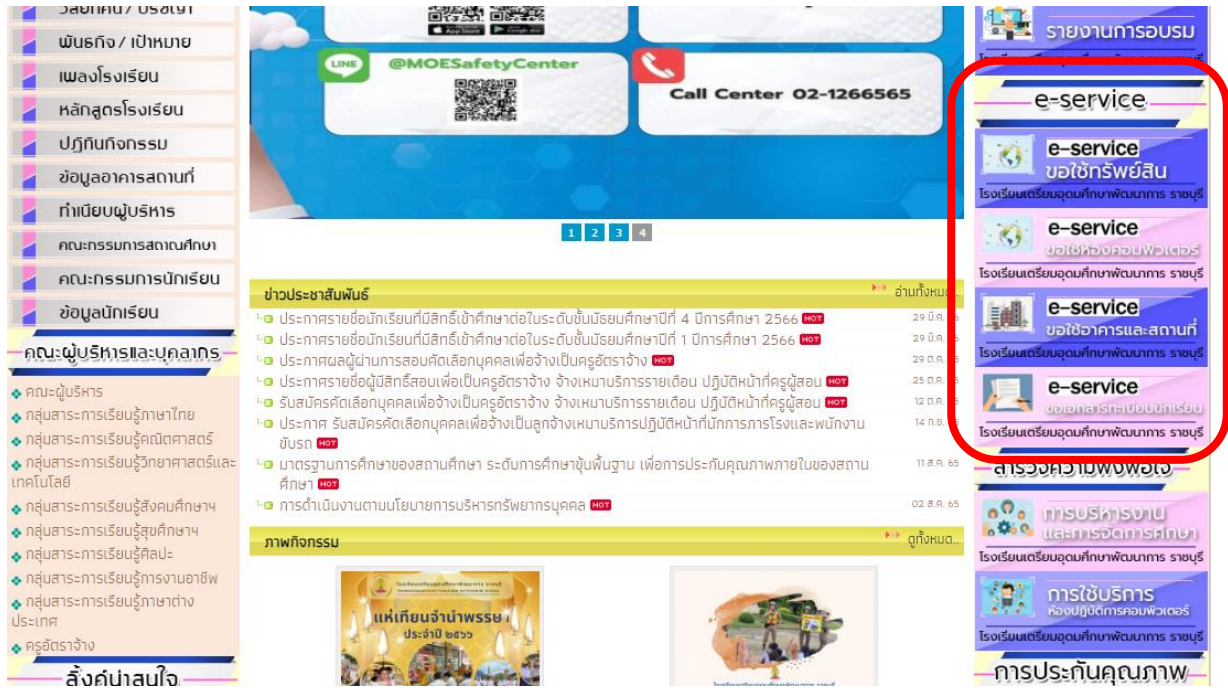 วิสัยทัศน์ / ปรัชญา
พันธกิจ / เป้าหมาย
เพลงโรงเรียน
หลักสูตรโรงเรียน
ปฏิทินกิจกรรม
ข้อมูลอาคารสถานที่
ทำเนียบผู้บริหาร
คณะกรรมการสถานศึกษา
คณะกรรมการนักเรียน
ข้อมูลนักเรียน
คณะผู้บริหารและบุคลากร
คณะผู้บริหาร
กลุ่มสาระการเรียนรู้ภาษาไทย
กลุ่มสาระการเรียนรู้คณิตศาสตร์
กลุ่มสาระการเรียนรู้วิทยาศาสตร์และ
เทคโนโลยี
กลุ่มสาระการเรียนรู้สังคมศึกษาฯ
กลุ่มสาระการเรียนรู้สุขศึกษาฯ
กลุ่มสาระการเรียนรู้ศิลปะ
กลุ่มสาระการเรียนรู้การงานอาชีพ
กลุ่มสาระการเรียนรู้ภาษาต่าง
ประเทศ
ครูอัตราจ้าง
ลิ้งค์น่าสนใจ
App Store Google play
LINE @MOESafetyCenter
Call Center 02-1266565
1 2 3 4
ข่าวประชาสัมพันธ์ อ่านทั้งหมด..
ประกาศรายชื่อนักเรียนที่มีสิทธิ์เข้าศึกษาต่อในระดับชั้นมัธยมศึกษาปีที่ 4 ปีการศึกษา 2566 HOT 29 มี.ค.
ประกาศรายชื่อนักเรียนที่มีสิทธิ์เข้าศึกษาต่อในระดับชั้นมัธยมศึกษาปีที่ 1 ปีการศึกษา 2566 HOT 29 มี.ค.
ประกาศผลผู้ผ่านการสอบคัดเลือกบุคคลเพื่อจ้างเป็นครูอัตราจ้าง HOT 29 ต.ค.
ประกาศรายชื่อผู้มีสิทธิ์สอบเพื่อเป็นครูอัตราจ้าง จ้างเหมาบริการรายเดือน ปฏิบัติหน้าที่ครูผู้สอน HOT 25 ต.ค.
รับสมัครคัดเลือกบุคคลเพื่อจ้างเป็นครูอัตราจ้าง จ้างเหมาบริการรายเดือน ปฏิบัติหน้าที่ครูผู้สอน HOT 12 ต.ค.
ประกาศ รับสมัครคัดเลือกบุคคลเพื่อจ้างเป็นลูกจ้างเหมาบริการปฏิบัติหน้าที่นักการภารโรงและพนักงาน 14 ก.ย.
ขับรถ HOT
มาตรฐานการศึกษาของสถานศึกษา ระดับการศึกษาขั้นพื้นฐาน เพื่อการประกันคุณภาพภายในของสถาน 11 ส.ค. 65
ศึกษา HOT
การดำเนินงานตามนโยบายการบริหารทรัพยากรบุคคล HOT 02 ส.ค. 65
ภาพกิจกรรม ดูทั้งหมด..
แห่เทียนจำนำพรรษา
ประจำปี ๒๕๖๖
รายงานการอบรม
โรงเรียนเตรียมอุดมศึกษาพัฒนาการ ราชบุรี
e-service
e-service
ขอใช้ทรัพย์สิน
โรงเรียนเตรียมอุดมศึกษาพัฒนาการ ราชบุรี
e-service
ขอใช้ห้องคอมพิวเตอร์
โรงเรียนเตรียมอุดมศึกษาพัฒนาการ ราชบุรี
e-service
ขอใช้อาคารและสถานที่
โรงเรียนเตรียมอุดมศึกษาพัฒนาการ ราชบุรี
e-service
ขอเอกสารทะเบียนนักเรียน
โรงเรียนเตรียมอุดมศึกษาพัฒนาการ ราชบุรี
สำรวจความพึงพอใจ
การบริหารงาน
และการจัดการศึกษา
โรงเรียนเตรียมอุดมศึกษาพัฒนาการ ราชบุรี
การใช้บริการ
ห้องปฏิบัติการคอมพิวเตอร์
โรงเรียนเตรียมอุดมศึกษาพัฒนาการ ราชบุรี
การประกันคุณภาพ